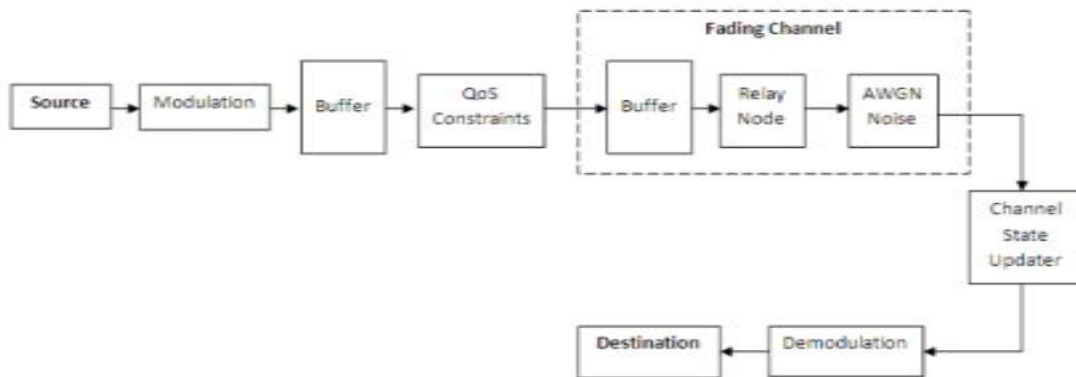 Fading Channel
Source
Modulation
Buffer
QoS
Constraints
Buffer
Relay
Node
AWGN
Noise
Channel
State
Updater
Demodulation
Destination